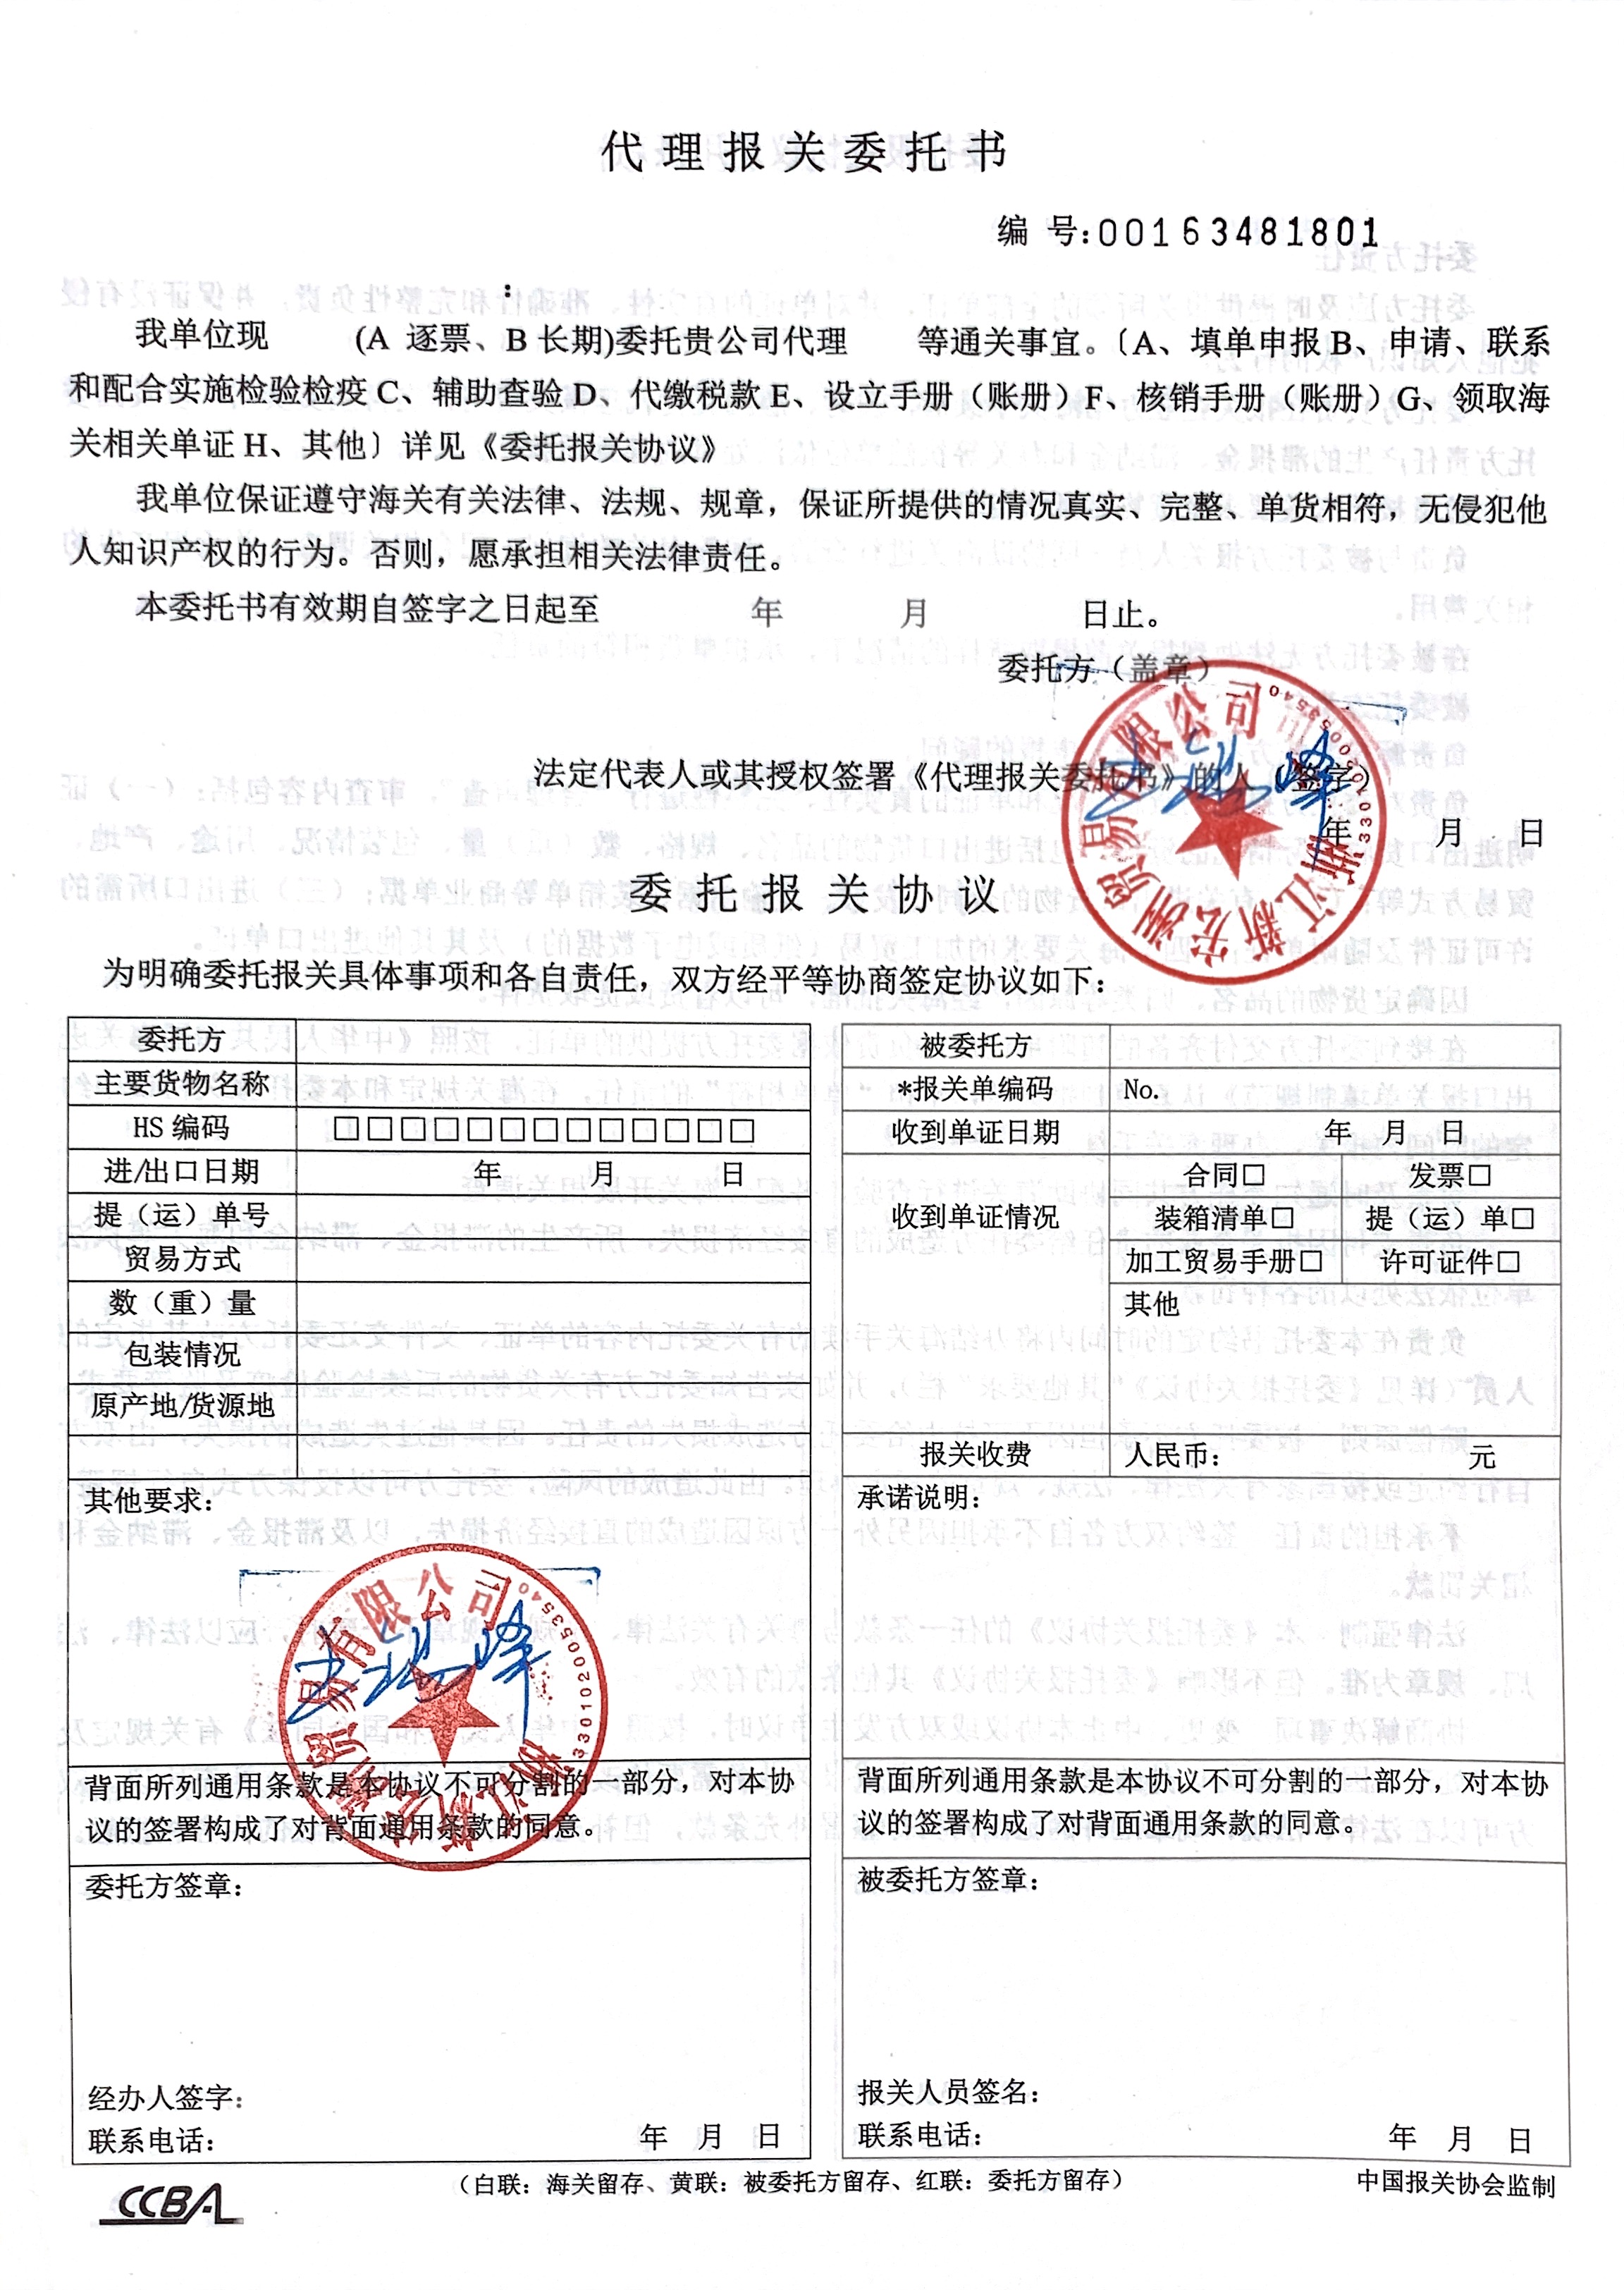 代理报关委托书
编 号:00163481801
:
我单位现 (A 逐票、B 长期)委托贵公司代理 等通关事宜。〔A、填单申报 B、申请、联系
和配合实施检验检疫 C、辅助查验 D、代缴税款 E、设立手册（账册）F、核销手册（账册）G、领取海
关相关单证 H、其他〕详见《委托报关协议》
我单位保证遵守海关有关法律、法规、规章，保证所提供的情况真实、完整、单货相符，无侵犯他
人知识产权的行为。否则，愿承担相关法律责任。
本委托书有效期自签字之日起至 年 月 日止。
委托方（盖章）
法定代表人或其授权签署《代理报关委托书》的人（签字）
年 月 日
浙江新宏洲贸易有限公司
3301020053540
委托报关协议
为明确委托报关具体事项和各自责任，双方经平等协商签定协议如下：
委托方
主要货物名称
HS 编码 □□□□□□□□□□□□□
进/出口日期 年 月 日
提（运）单号
贸易方式
数（重）量
包装情况
原产地/货源地
其他要求：
浙江新宏洲贸易有限公司
3301020053540
背面所列通用条款是本协议不可分割的一部分，对本协
议的签署构成了对背面通用条款的同意。
委托方签章：
经办人签字：
联系电话： 年 月 日
被委托方
*报关单编码 No.
收到单证日期 年 月 日
收到单证情况
合同□ 发票□
装箱清单□ 提（运）单□
加工贸易手册□ 许可证件□
其他
报关收费 人民币： 元
承诺说明：
背面所列通用条款是本协议不可分割的一部分，对本协
议的签署构成了对背面通用条款的同意。
被委托方签章：
报关人员签名：
联系电话： 年 月 日
（白联：海关留存、黄联：被委托方留存、红联：委托方留存）
中国报关协会监制
CCBA